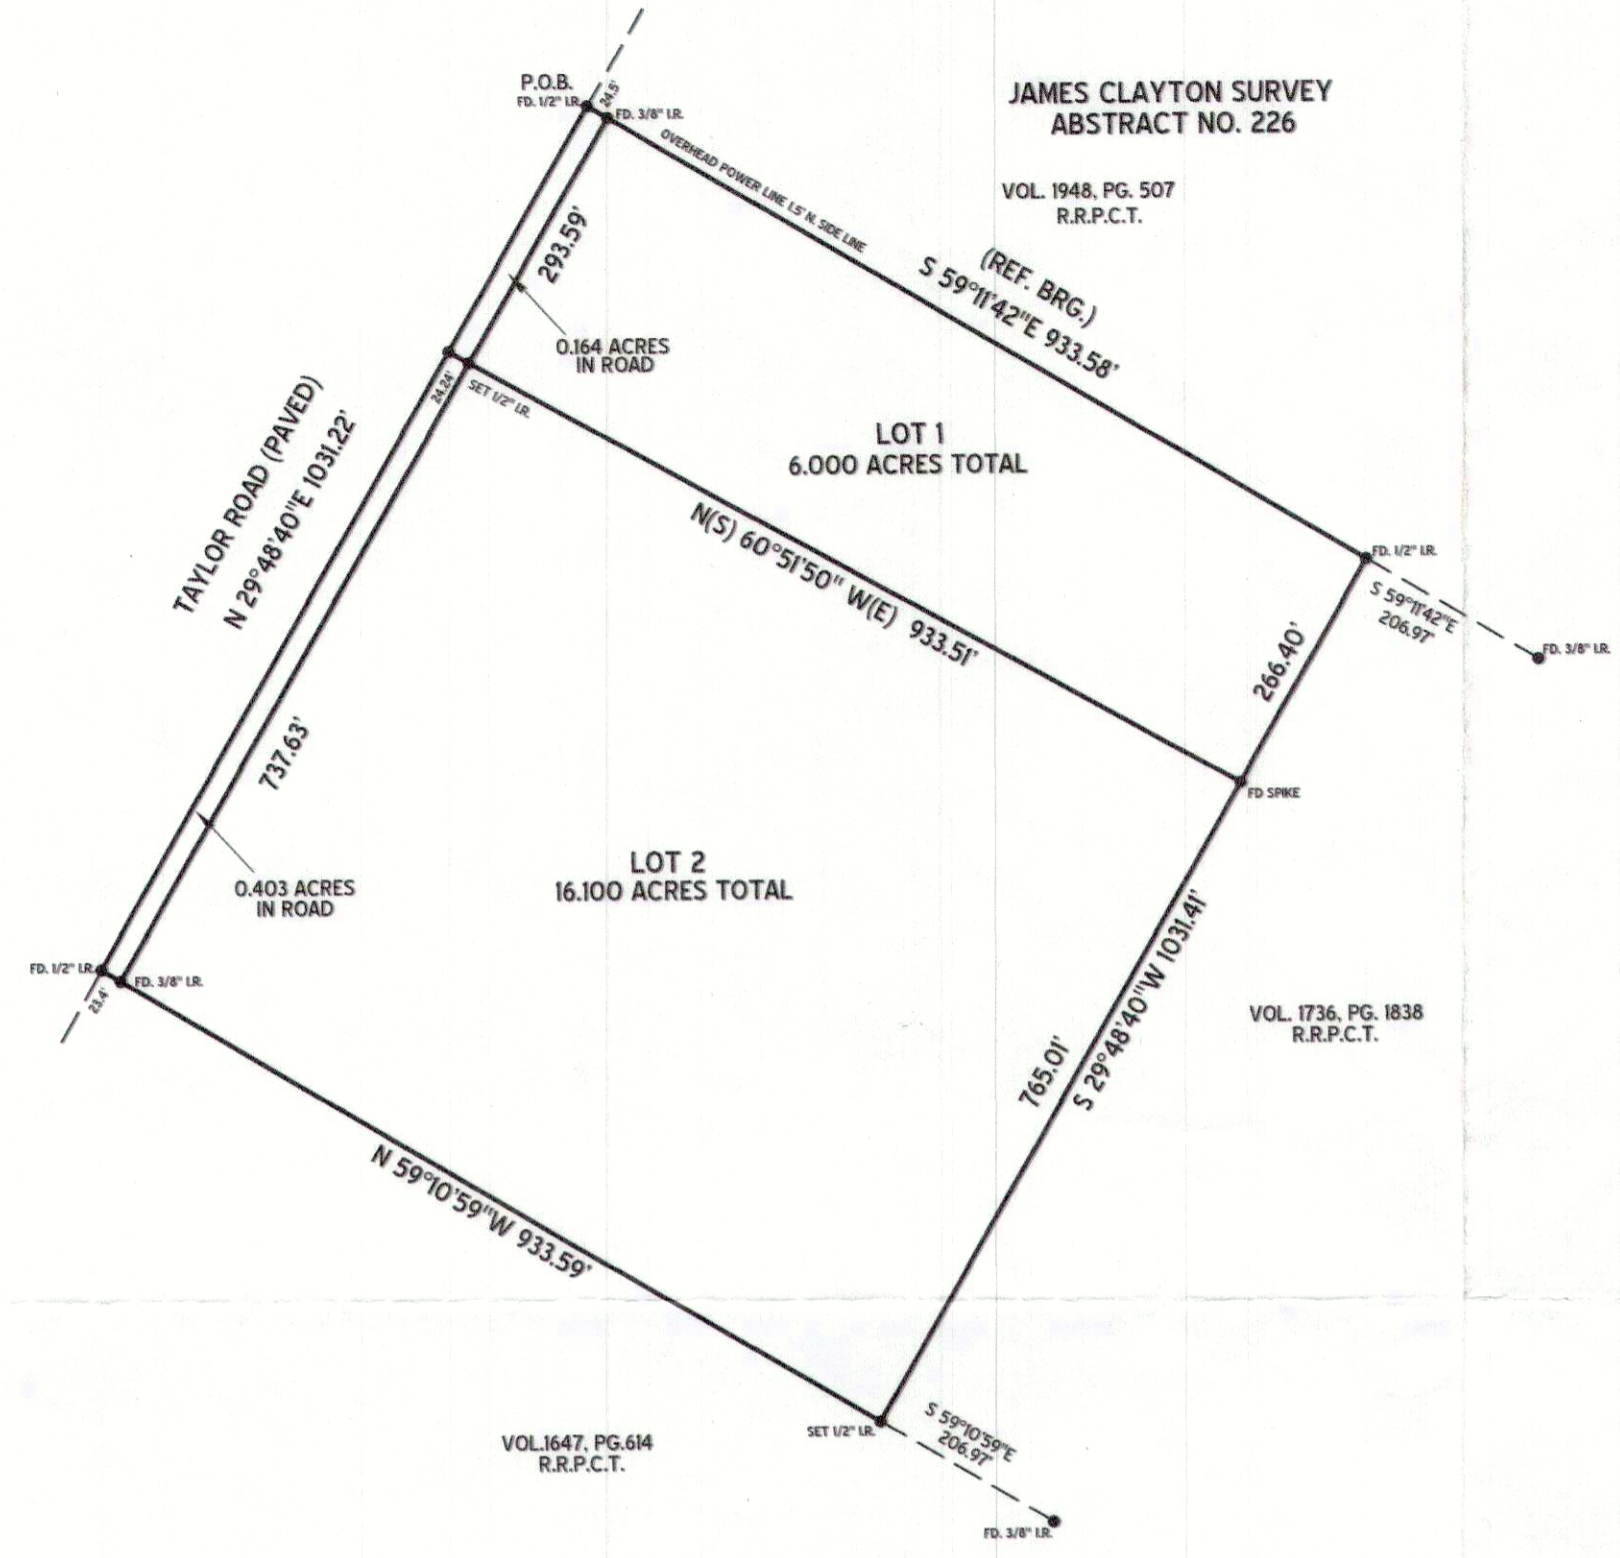 P.O.B.
FD. 1/2" I.R.
24.5'
FD. 3/8" I.R.
JAMES CLAYTON SURVEY
ABSTRACT NO. 226
OVERHEAD POWER LINE 1.5' N. SIDE LINE
VOL. 1948, PG. 507
R.R.P.C.T.
(REF. BRG.)
S 59°11'42"E 933.58'
293.59'
0.164 ACRES
IN ROAD
24.24'
SET 1/2" I.R.
TAYLOR ROAD (PAVED)
N 29°48'40"E 1031.22'
LOT 1
6.000 ACRES TOTAL
N(S) 60°51'50" W(E) 933.51'
FD. 1/2" I.R.
S 59°11'42"E
206.97'
FD. 3/8" I.R.
266.40'
FD SPIKE
737.63'
0.403 ACRES
IN ROAD
LOT 2
16.100 ACRES TOTAL
FD. 1/2" I.R.
FD. 3/8" I.R.
23.4'
765.01'
S 29°48'40"W 1031.41'
VOL. 1736, PG. 1838
R.R.P.C.T.
N 59°10'59"W 933.59'
SET 1/2" I.R.
S 59°10'59"E
206.97'
FD. 3/8" I.R.
VOL.1647, PG.614
R.R.P.C.T.